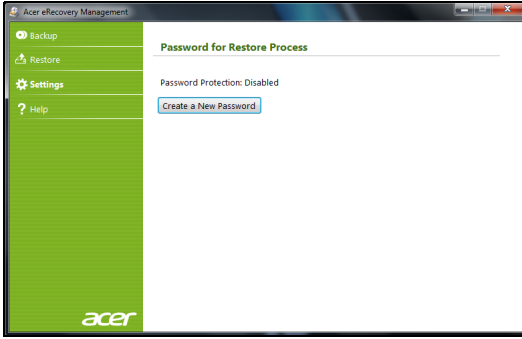 Acer eRecovery Management
Backup
Restore
Settings
? Help
Password for Restore Process
Password Protection: Disabled
Create a New Password
acer